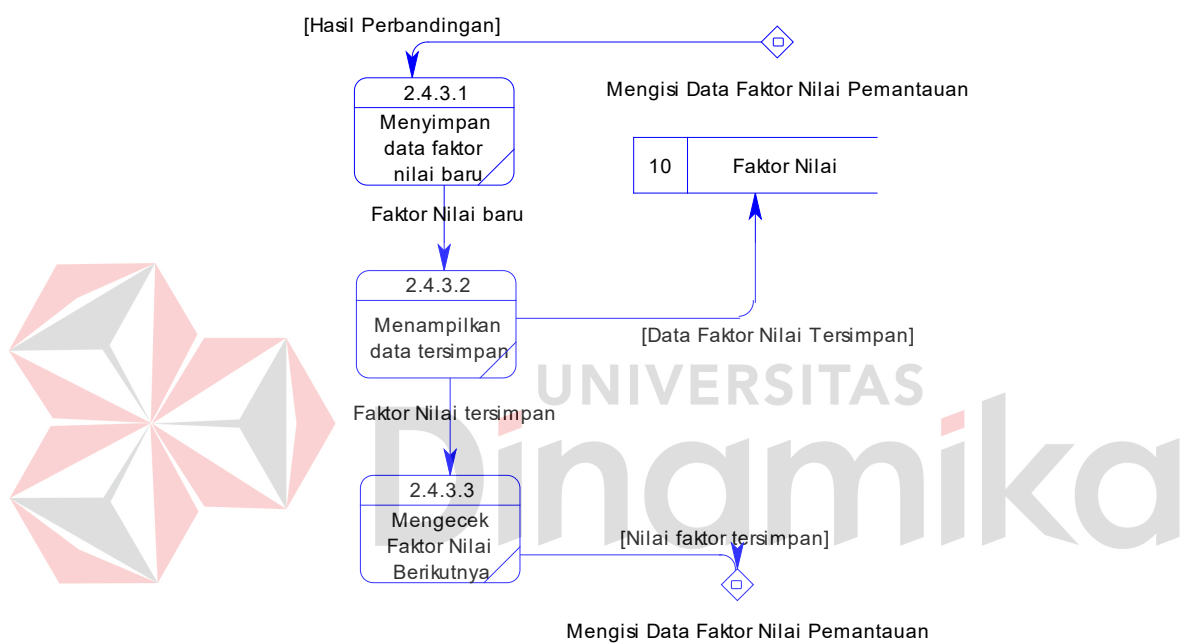 [Hasil Perbandingan]
Mengisi Data Faktor Nilai Pemantauan
2.4.3.1
Menyimpan
data faktor
nilai baru
10 Faktor Nilai
Faktor Nilai baru
2.4.3.2
Menampilkan
data tersimpan
[Data Faktor Nilai Tersimpan]
UNIVERSITAS
Dinamika
Faktor Nilai tersimpan
2.4.3.3
Mengecek
Faktor Nilai
Berikutnya
[Nilai faktor tersimpan]
Mengisi Data Faktor Nilai Pemantauan